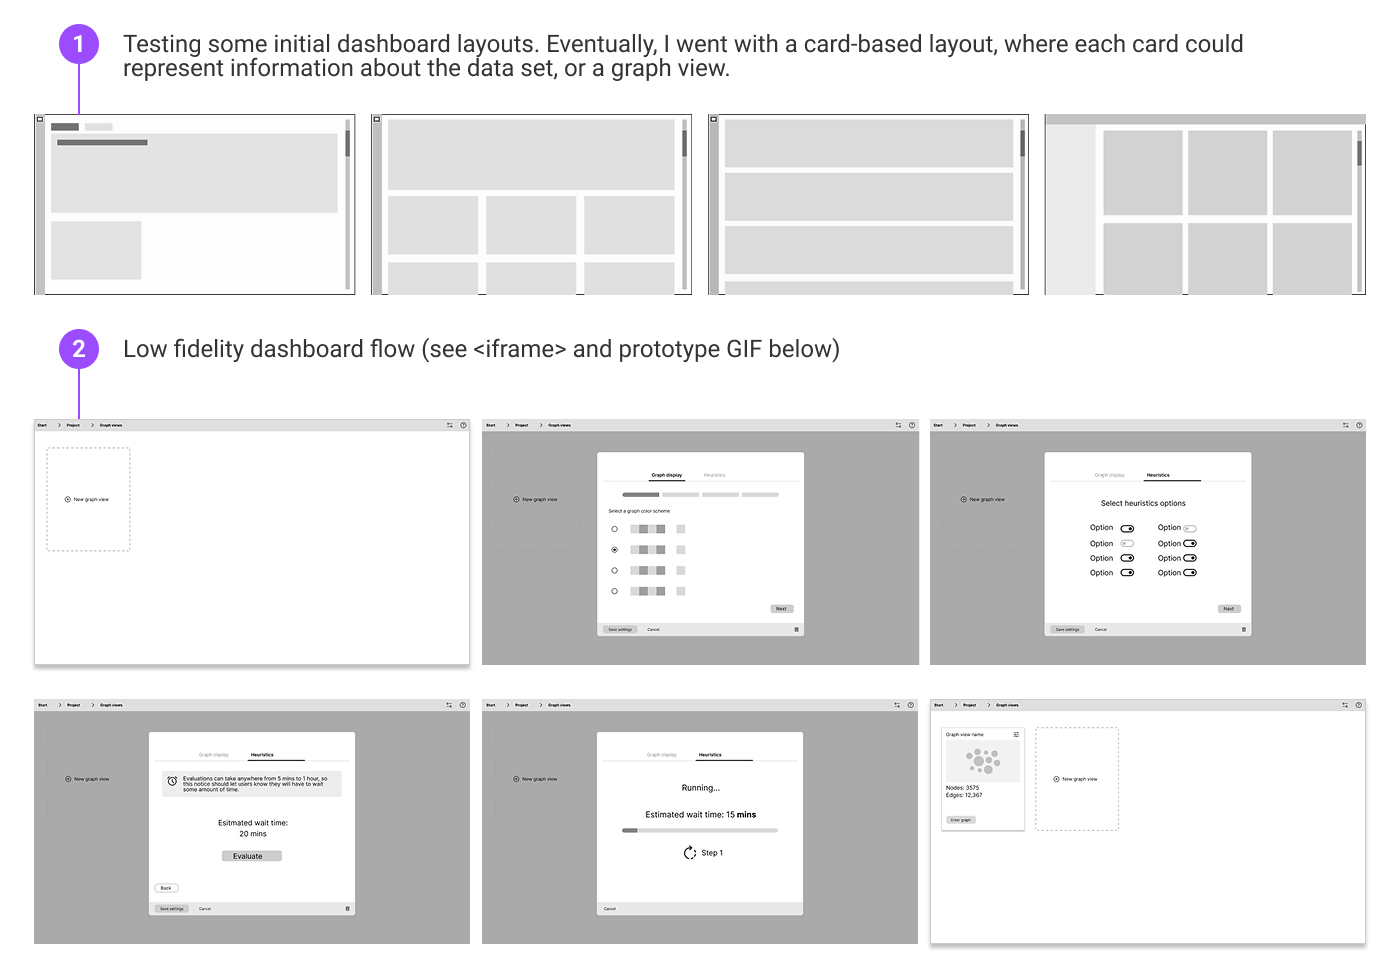 1
Testing some initial dashboard layouts. Eventually, I went with a card-based layout, where each card could
represent information about the data set, or a graph view.
2
Low fidelity dashboard flow (see <iframe> and prototype GIF below)
Start > Project > Graph views
New graph view
Start > Project > Graph views
New graph view
Graph display Heuristics
Select a graph color scheme
Next
Save settings Cancel
Start > Project > Graph views
New graph view
Graph display Heuristics
Select heuristics options
Option Option
Option Option
Option Option
Option Option
Next
Save settings Cancel
Start > Project > Graph views
New graph view
Graph display Heuristics
Evaluations can take anywhere from 5 mins to 1 hour, so
this notice should let users know they will have to wait
some amount of time.
Esitmated wait time:
20 mins
Evaluate
Back
Save settings Cancel
Start > Project > Graph views
New graph view
Graph display Heuristics
Running...
Estimated wait time: 15 mins
Step 1
Cancel
Start > Project > Graph views
Graph view name
Nodes: 3575
Edges: 12,367
Enter graph
New graph view